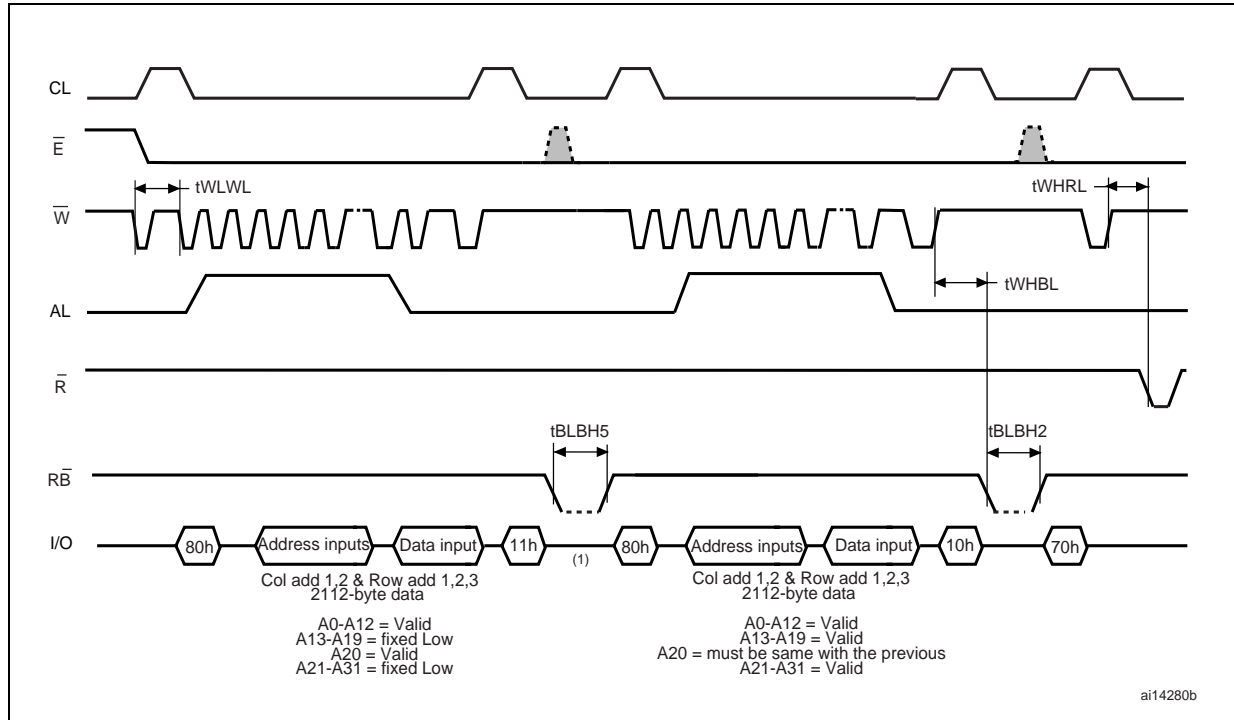 CL
E
tWLWL
tWHRL
W
tWHBL
AL
R
tBLBH5
tBLBH2
RB
I/O
80h
Address inputs
Data input
11h
(1)
80h
Address inputs
Data input
10h
70h
Col add 1,2 & Row add 1,2,3
2112-byte data
A0-A12 = Valid
A13-A19 = fixed Low
A20 = Valid
A21-A31 = fixed Low
Col add 1,2 & Row add 1,2,3
2112-byte data
A0-A12 = Valid
A13-A19 = Valid
A20 = must be same with the previous
A21-A31 = Valid
ai14280b